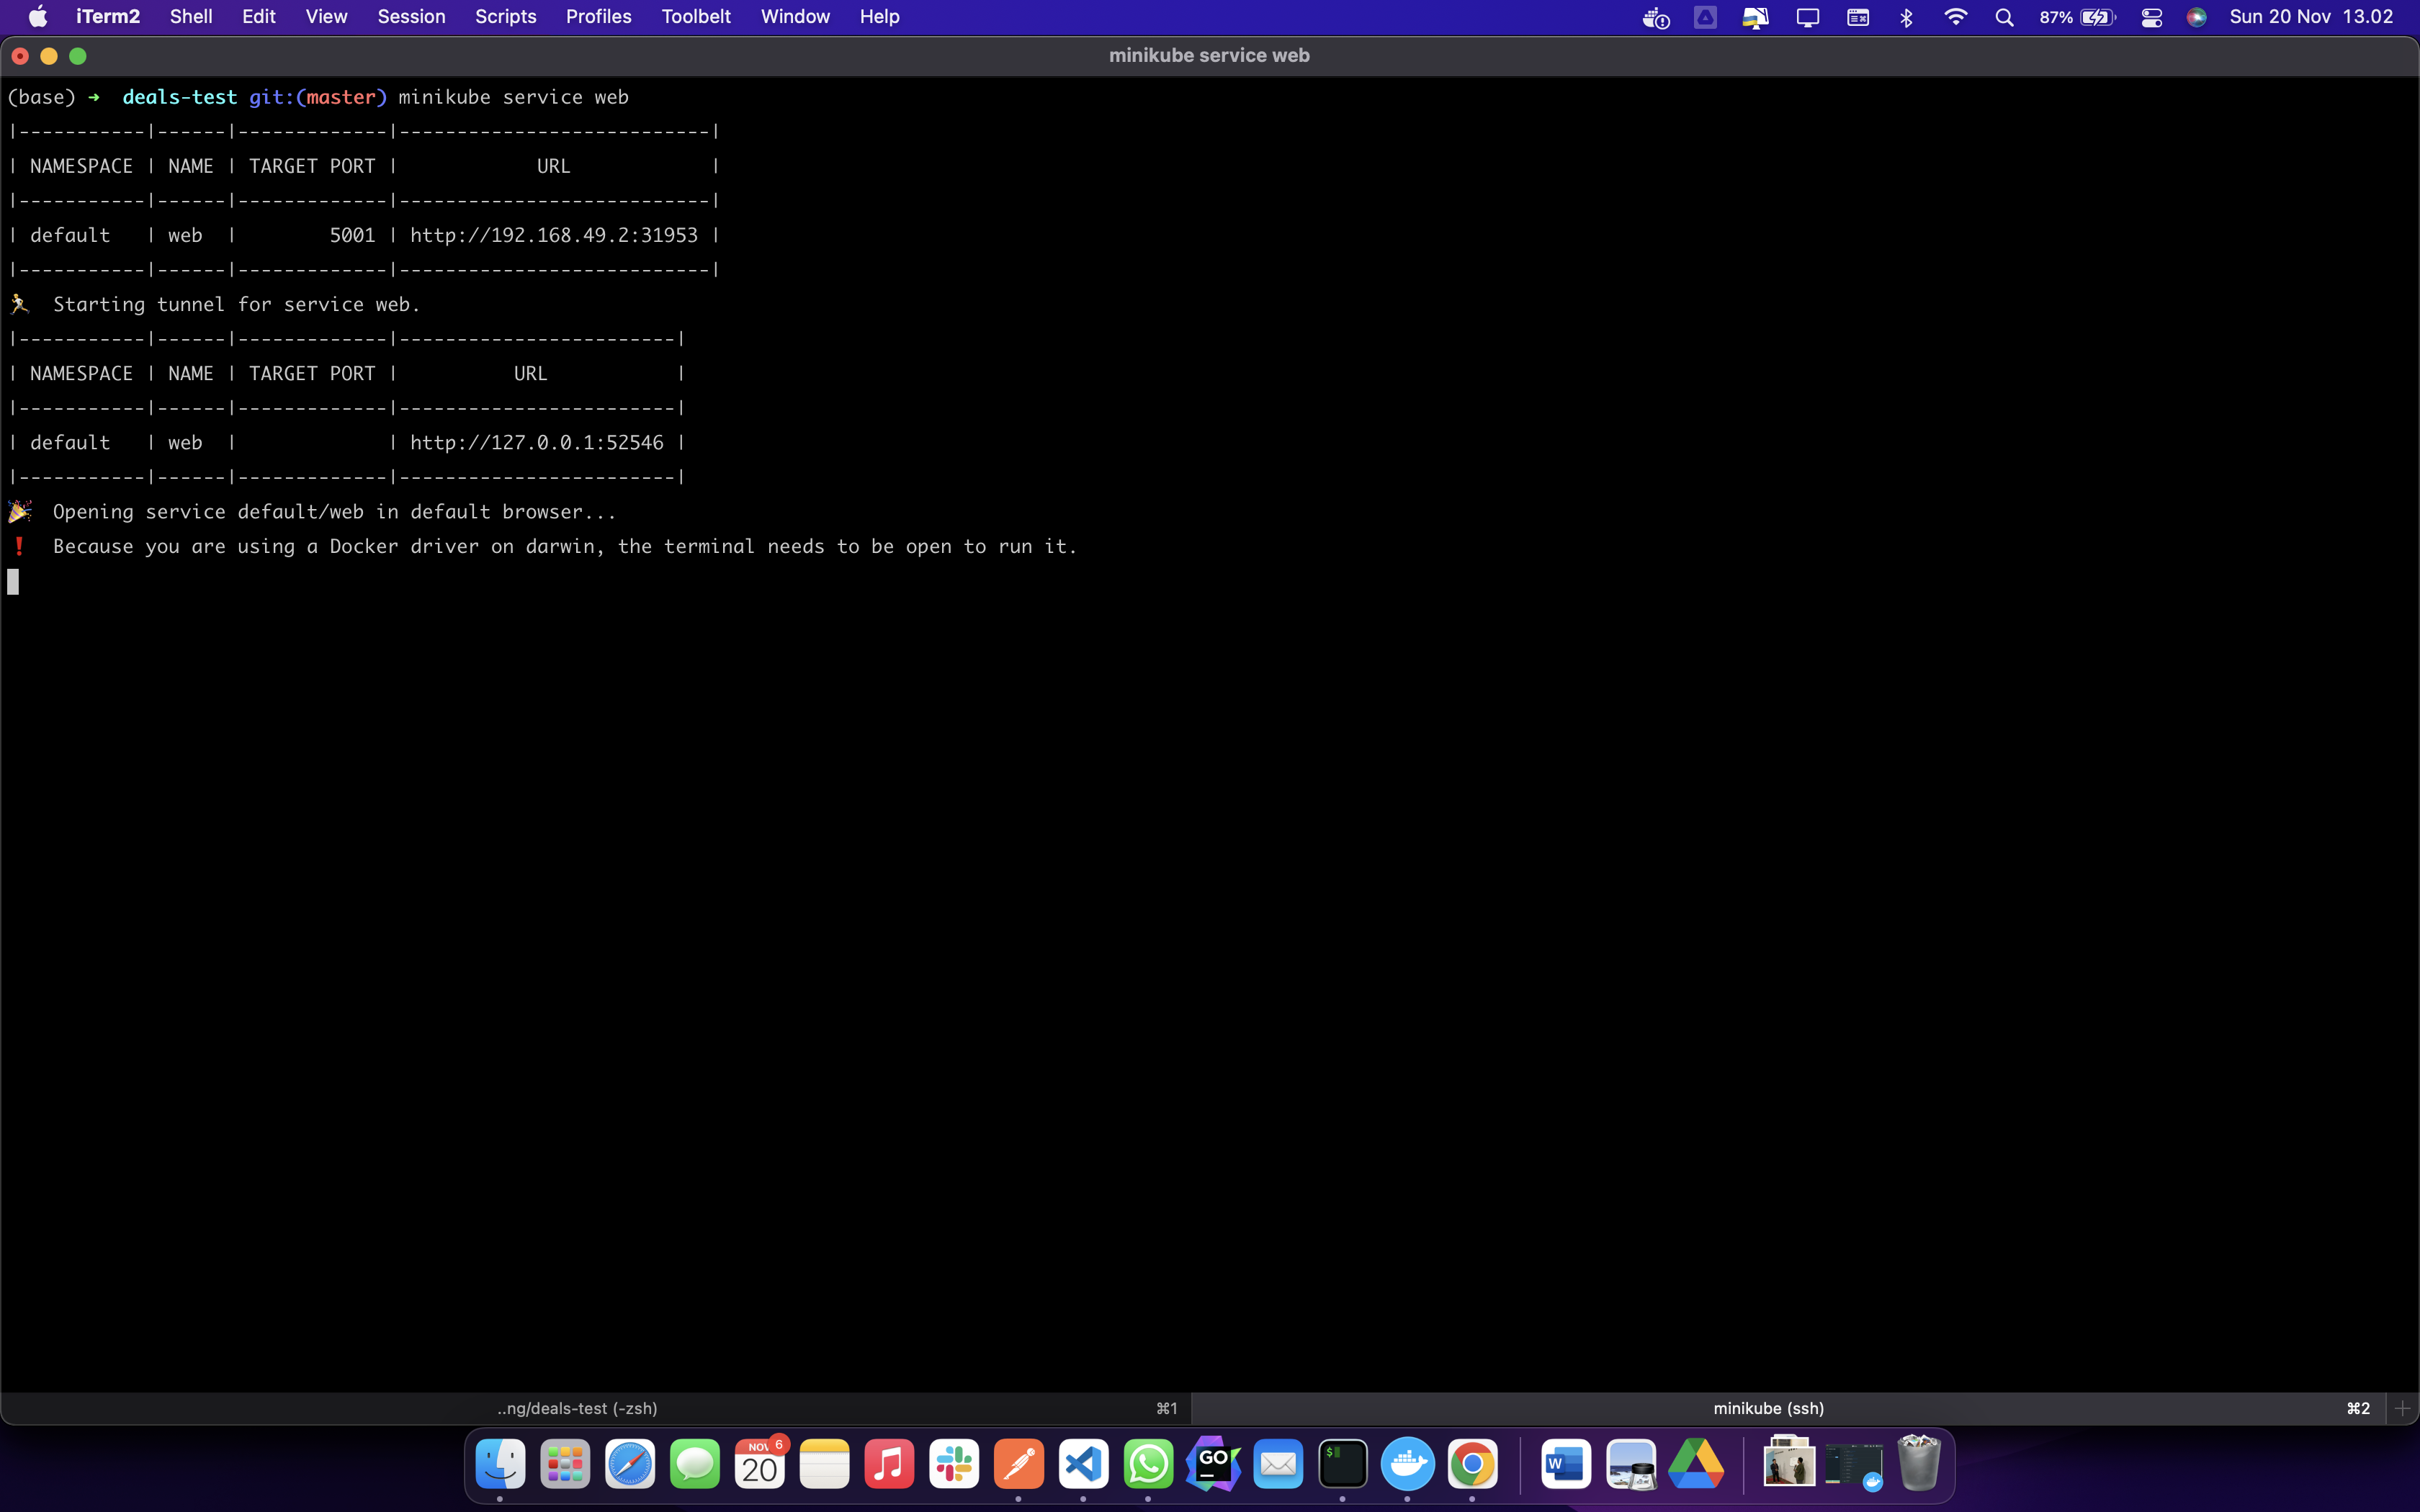 iTerm2 Shell Edit View Session Scripts Profiles Toolbelt Window Help 87% Sun 20 Nov 13.02
minikube service web
(base) ➜ deals-test git:(master) minikube service web
|-----------|------|-------------|---------------------------|
| NAMESPACE | NAME | TARGET PORT |            URL            |
|-----------|------|-------------|---------------------------|
| default   | web  |        5001 | http://192.168.49.2:31953 |
|-----------|------|-------------|---------------------------|
🏃 Starting tunnel for service web.
|-----------|------|-------------|------------------------|
| NAMESPACE | NAME | TARGET PORT |          URL           |
|-----------|------|-------------|------------------------|
| default   | web  |             | http://127.0.0.1:52546 |
|-----------|------|-------------|------------------------|
🎉 Opening service default/web in default browser...
❗ Because you are using a Docker driver on darwin, the terminal needs to be open to run it.
..ng/deals-test (-zsh) ⌘1 minikube (ssh) ⌘2
NOV 6
20
GO
$
W